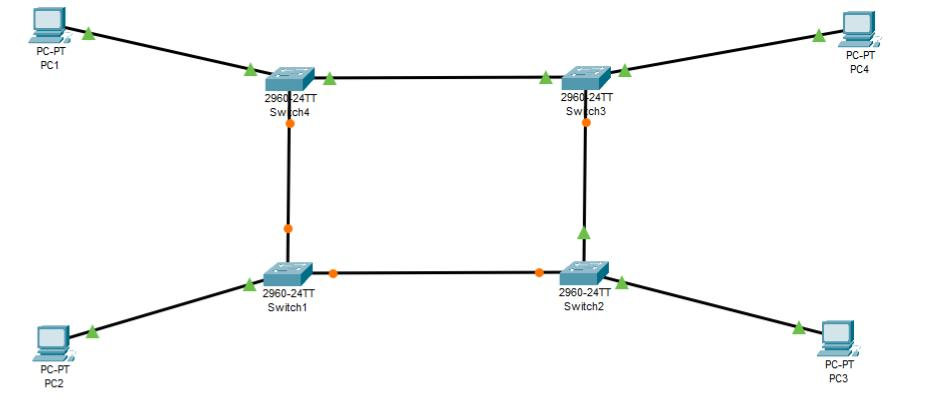 PC-PT
PC1
PC-PT
PC4
2960-24TT
Switch4
2960-24TT
Switch3
2960-24TT
Switch1
2960-24TT
Switch2
PC-PT
PC2
PC-PT
PC3